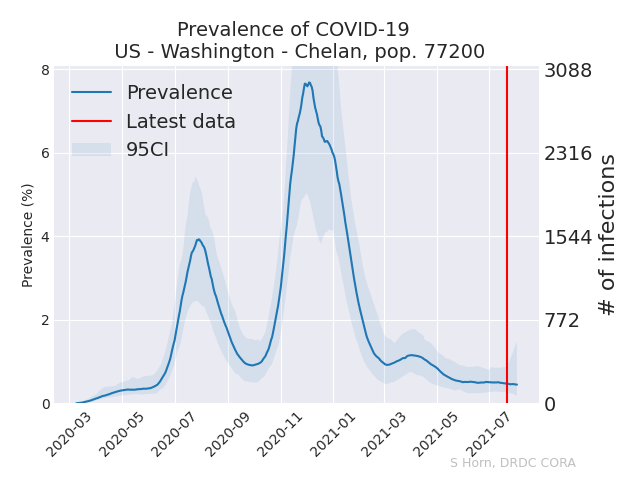 Prevalence of COVID-19
US - Washington - Chelan, pop. 77200
Prevalence
Latest data
95CI
Prevalence (%)
8
6
4
2
0
3088
2316
1544
772
0
# of infections
2020-03
2020-05
2020-07
2020-09
2020-11
2021-01
2021-03
2021-05
2021-07
S Horn, DRDC CORA